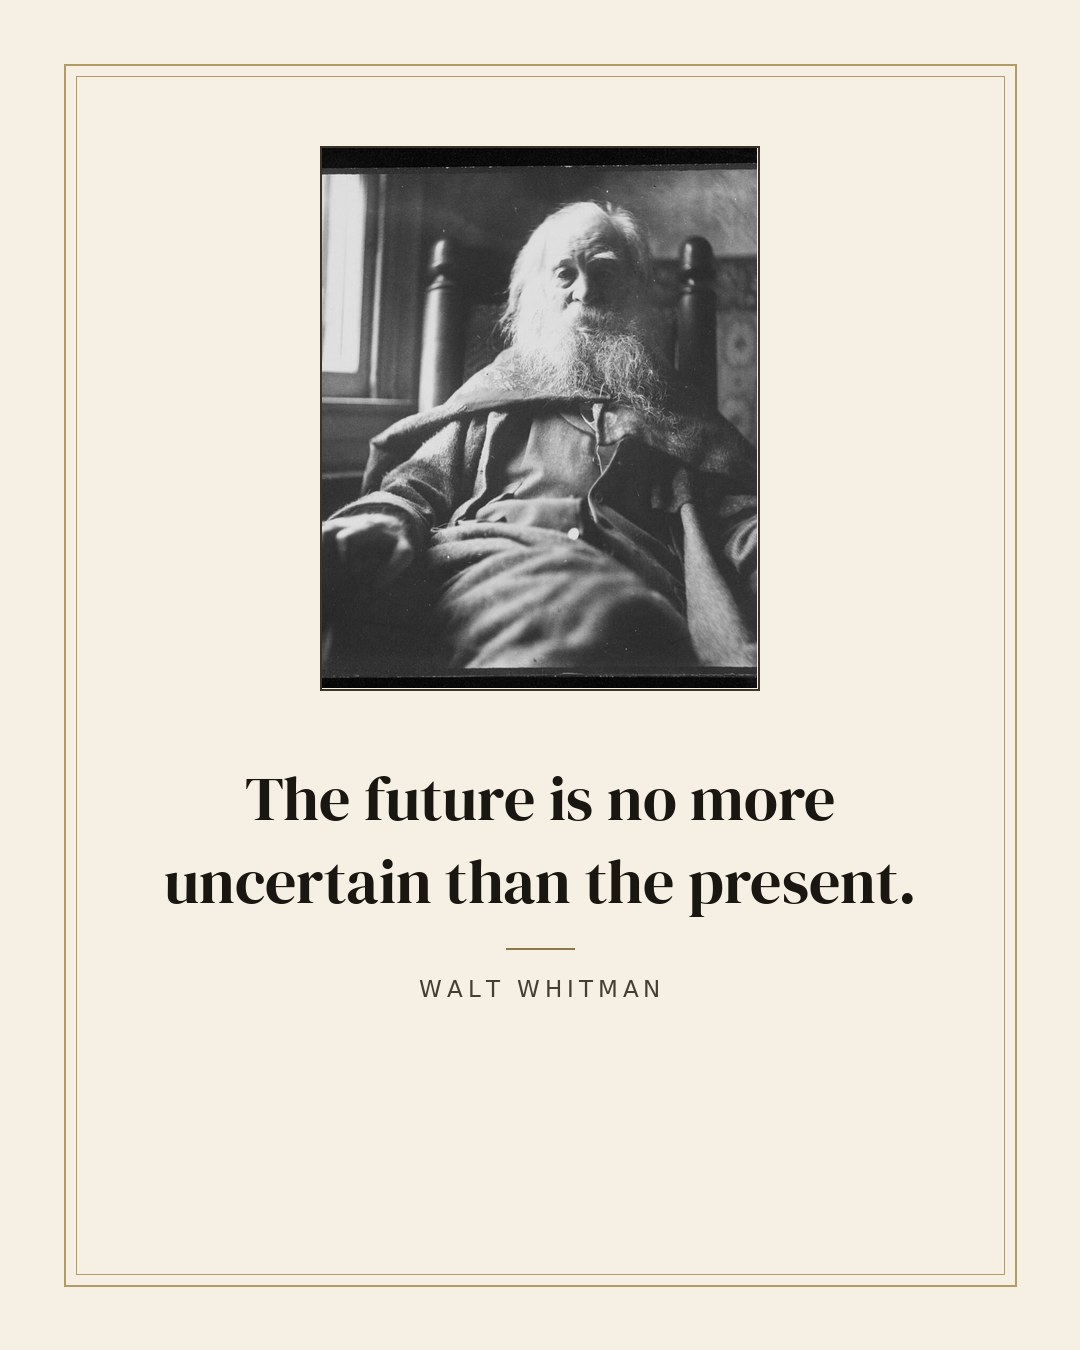 The future is no more
uncertain than the present.
WALT WHITMAN